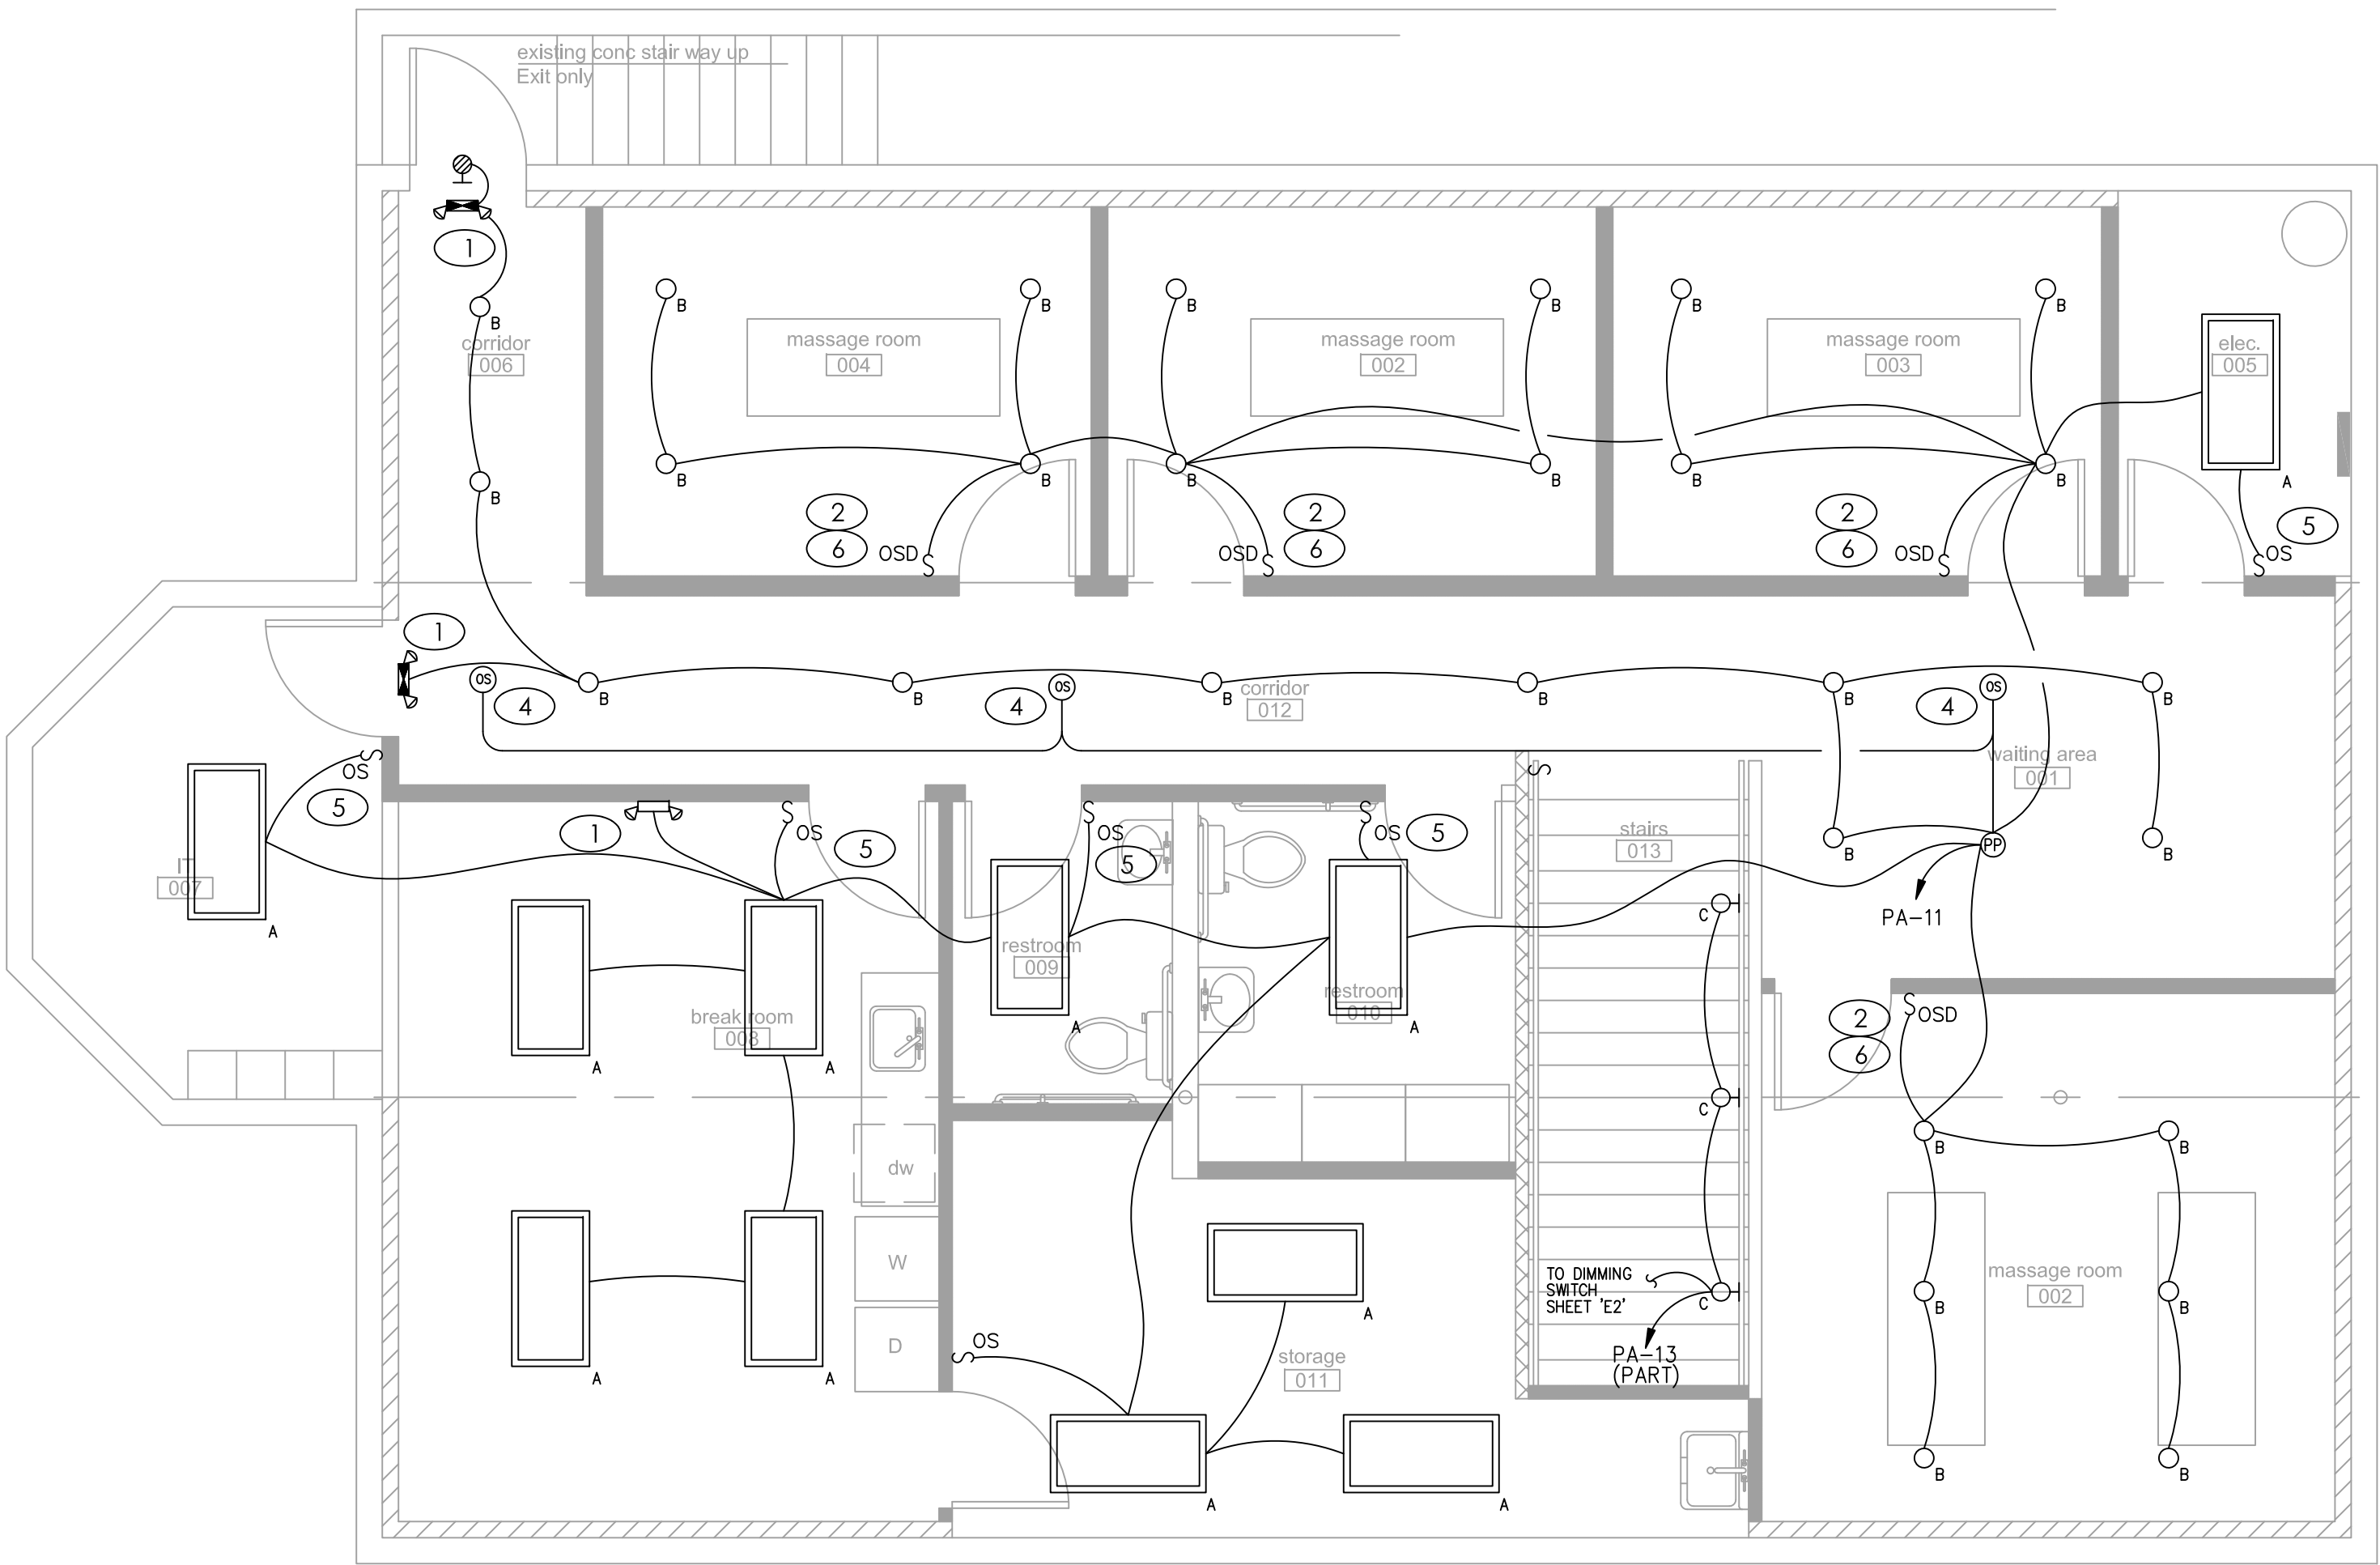 existing conc stair way up
Exit only
1
B
corridor
006
B
B
B
massage room
004
B
B
2
6
OSD
B
B
massage room
002
B
B
2
6
OSD
B
B
massage room
003
B
B
2
6
OSD
elec.
005
A
5
OS
1
OS
4
B
B
OS
4
B
corridor
012
B
B
OS
4
B
waiting area
001
B
PP
B
PA-11
OS
5
IT
007
A
1
OS
5
A
A
break room
008
A
A
dw
W
D
OS
5
restroom
009
A
OS
5
restroom
010
A
stairs
013
C
C
C
TO DIMMING
SWITCH
SHEET 'E2'
PA-13
(PART)
OS
storage
011
A
A
A
2
6
OSD
B
B
massage room
002
B
B
B
B